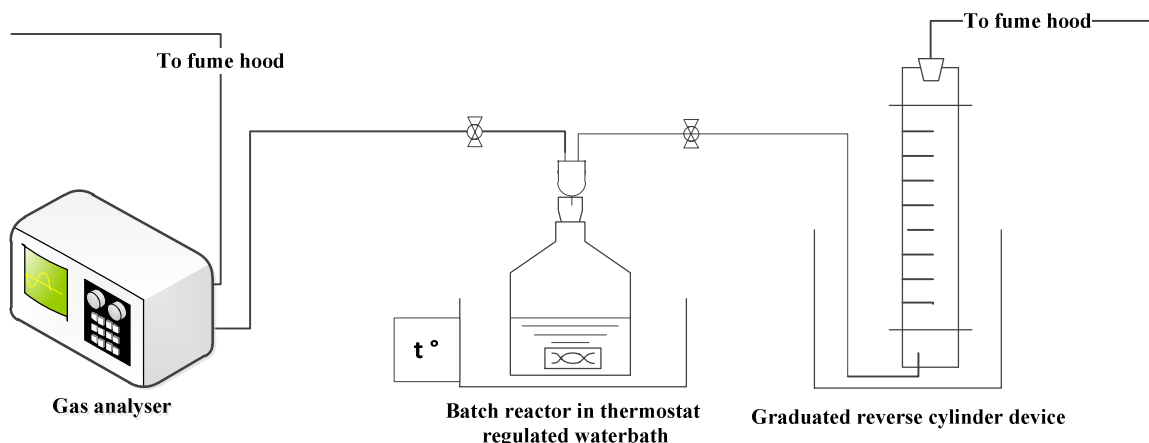 To fume hood
To fume hood
t °
Gas analyser
Batch reactor in thermostat
regulated waterbath
Graduated reverse cylinder device